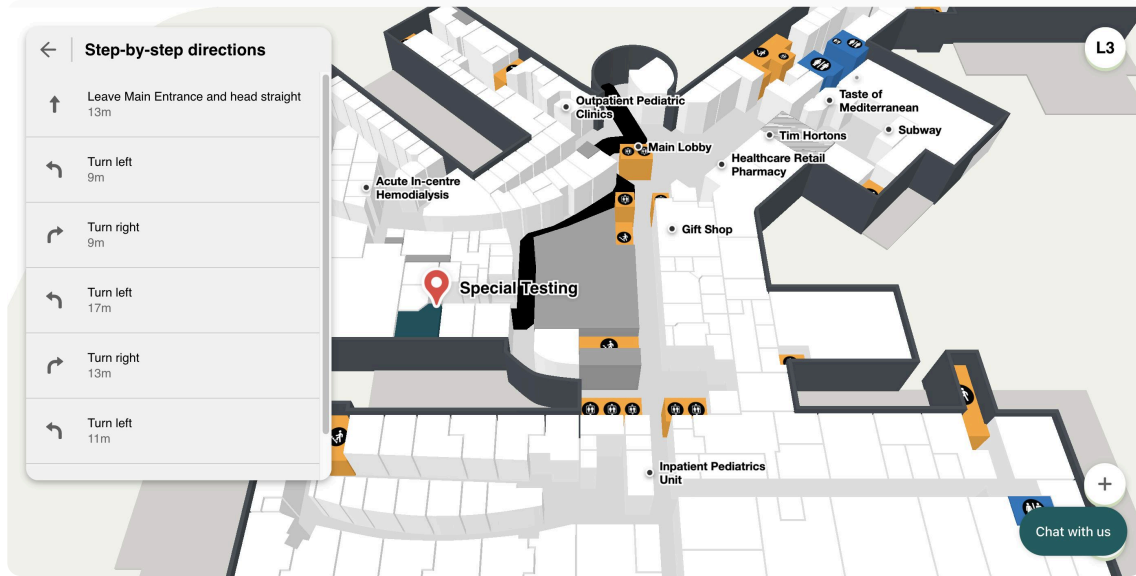 Step-by-step directions
Leave Main Entrance and head straight
13m
Turn left
9m
Turn right
9m
Turn left
17m
Turn right
13m
Turn left
11m
L3
Outpatient Pediatric
Clinics
Main Lobby
Taste of
Mediterranean
Tim Hortons
Subway
Healthcare Retail
Pharmacy
Acute In-centre
Hemodialysis
Gift Shop
Special Testing
Inpatient Pediatrics
Unit
+
Chat with us